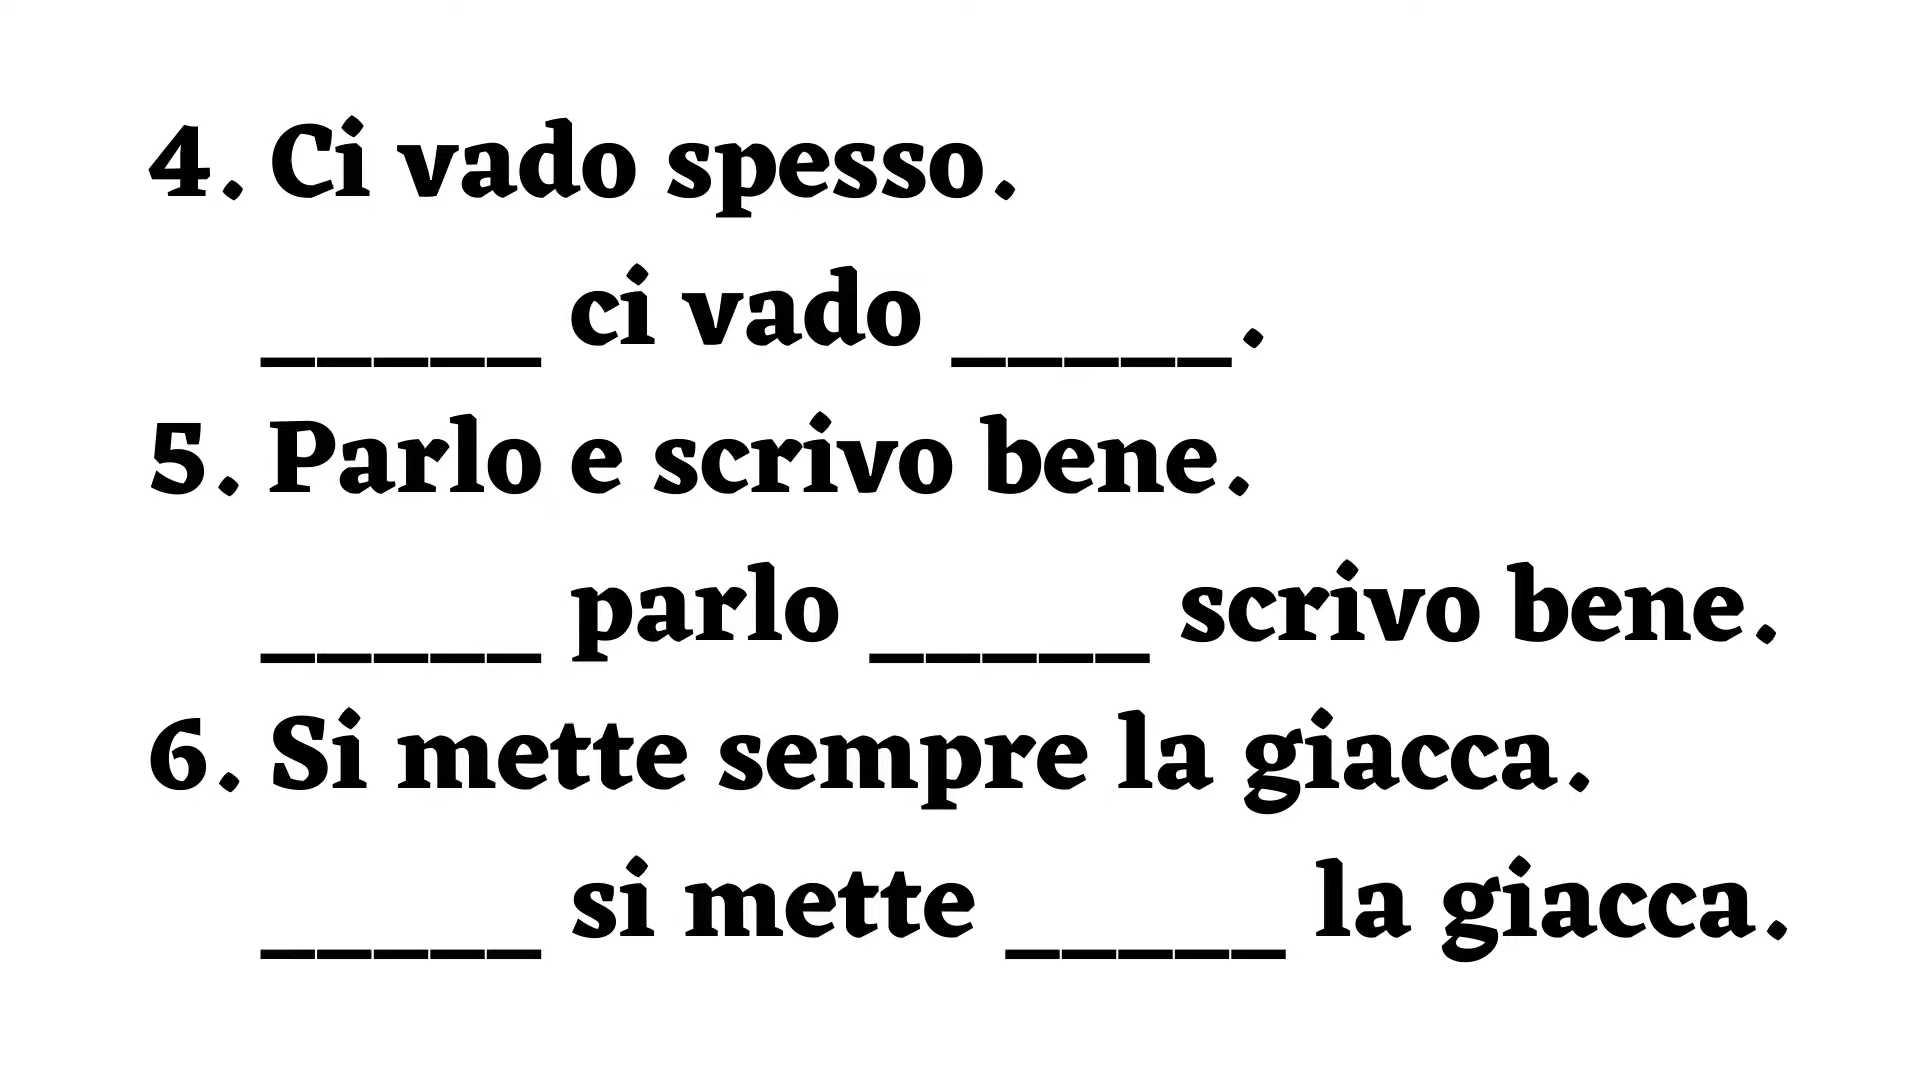 4. Ci vado spesso.
_____ ci vado _____.
5. Parlo e scrivo bene.
_____ parlo _____ scrivo bene.
6. Si mette sempre la giacca.
_____ si mette _____ la giacca.